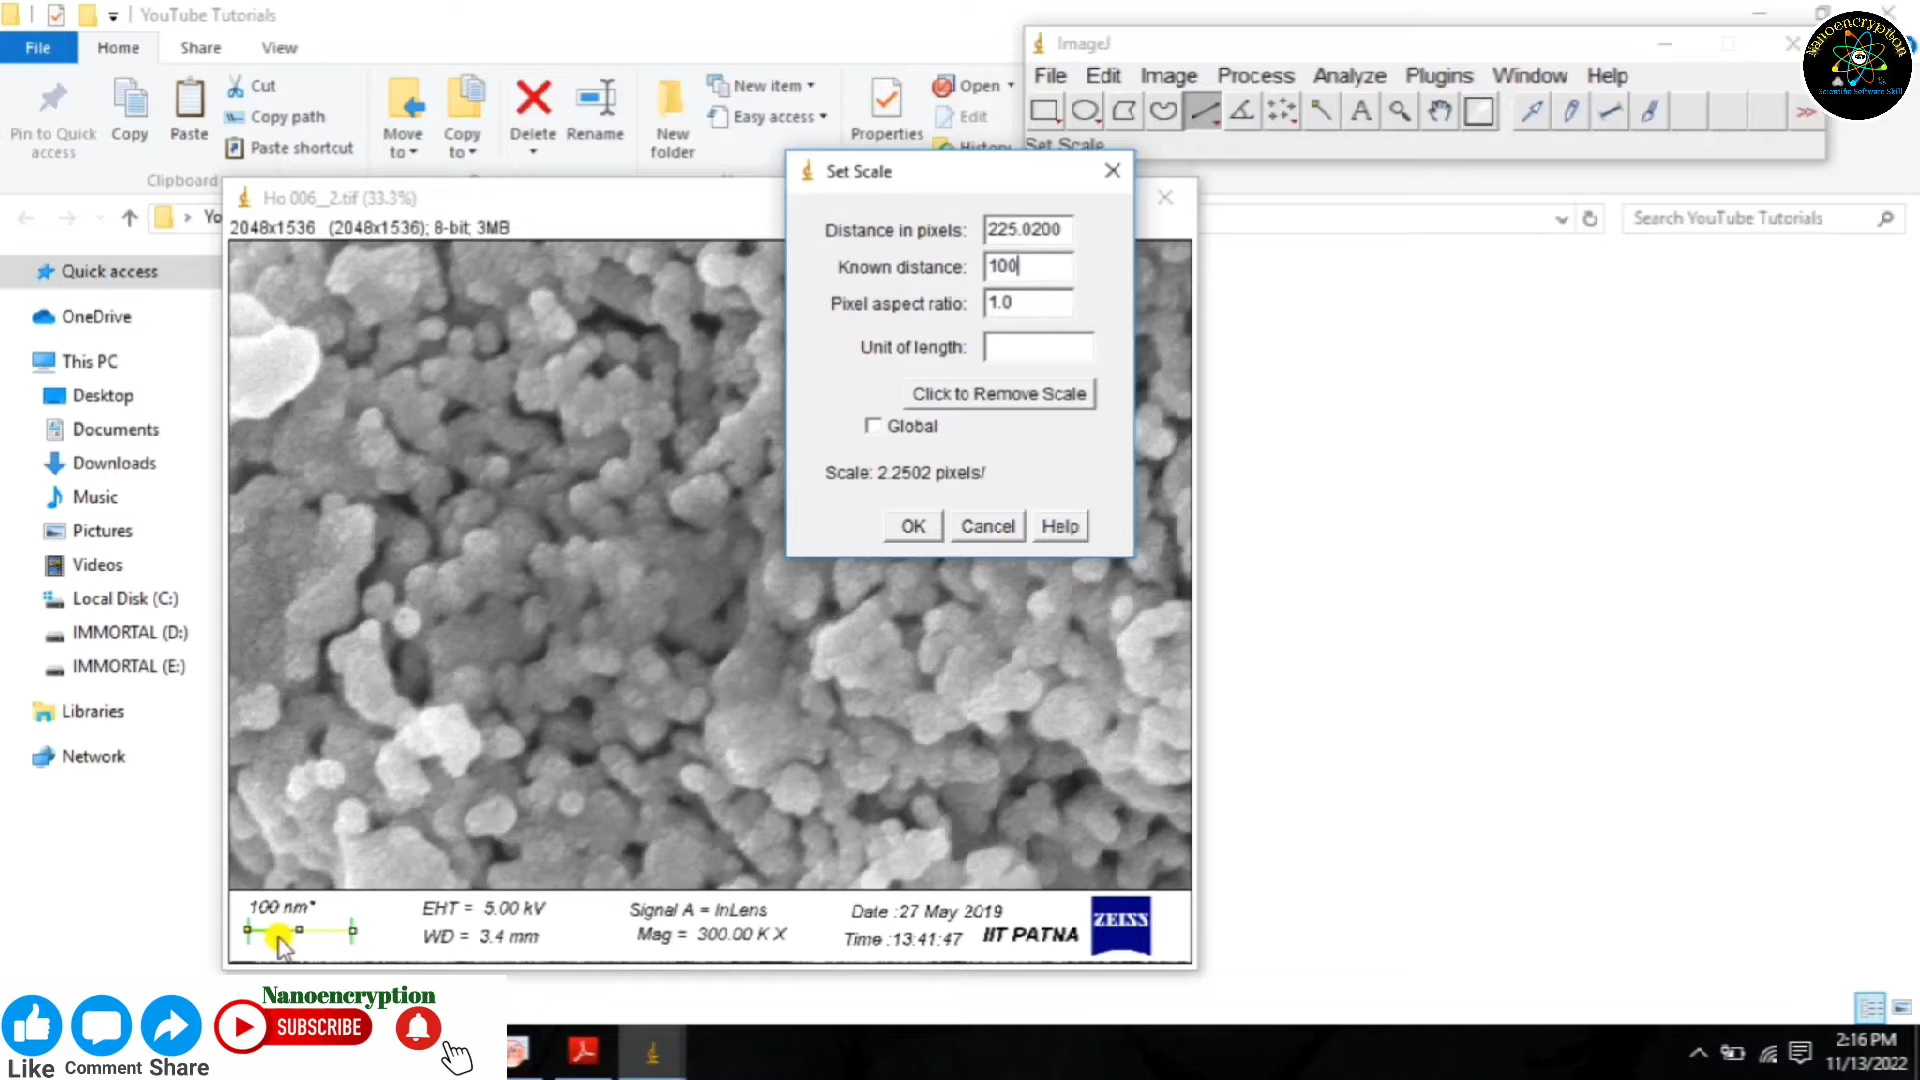 YouTube Tutorials
File Home Share View
Pin to Quick access
Copy
Paste
Cut
Copy path
Paste shortcut
Clipboard
Move to
Copy to
Delete
Rename
New folder
New item
Easy access
Properties
Open
Edit
History
ImageJ
File Edit Image Process Analyze Plugins Window Help
Set Scale
Nanoencryption
Scientific Software Skill
Yo
Search YouTube Tutorials
Quick access
OneDrive
This PC
Desktop
Documents
Downloads
Music
Pictures
Videos
Local Disk (C:)
IMMORTAL (D:)
IMMORTAL (E:)
Libraries
Network
Ho 006__2.tif (33.3%)
2048x1536 (2048x1536); 8-bit; 3MB
Set Scale
Distance in pixels: 225.0200
Known distance: 100
Pixel aspect ratio: 1.0
Unit of length:
Click to Remove Scale
Global
Scale: 2.2502 pixels/
OK Cancel Help
100 nm*
EHT = 5.00 kV
WD = 3.4 mm
Signal A = InLens
Mag = 300.00 K X
Date :27 May 2019
Time :13:41:47
IIT PATNA
ZEISS
Nanoencryption
SUBSCRIBE
Like Comment Share
2:16 PM
11/13/2022